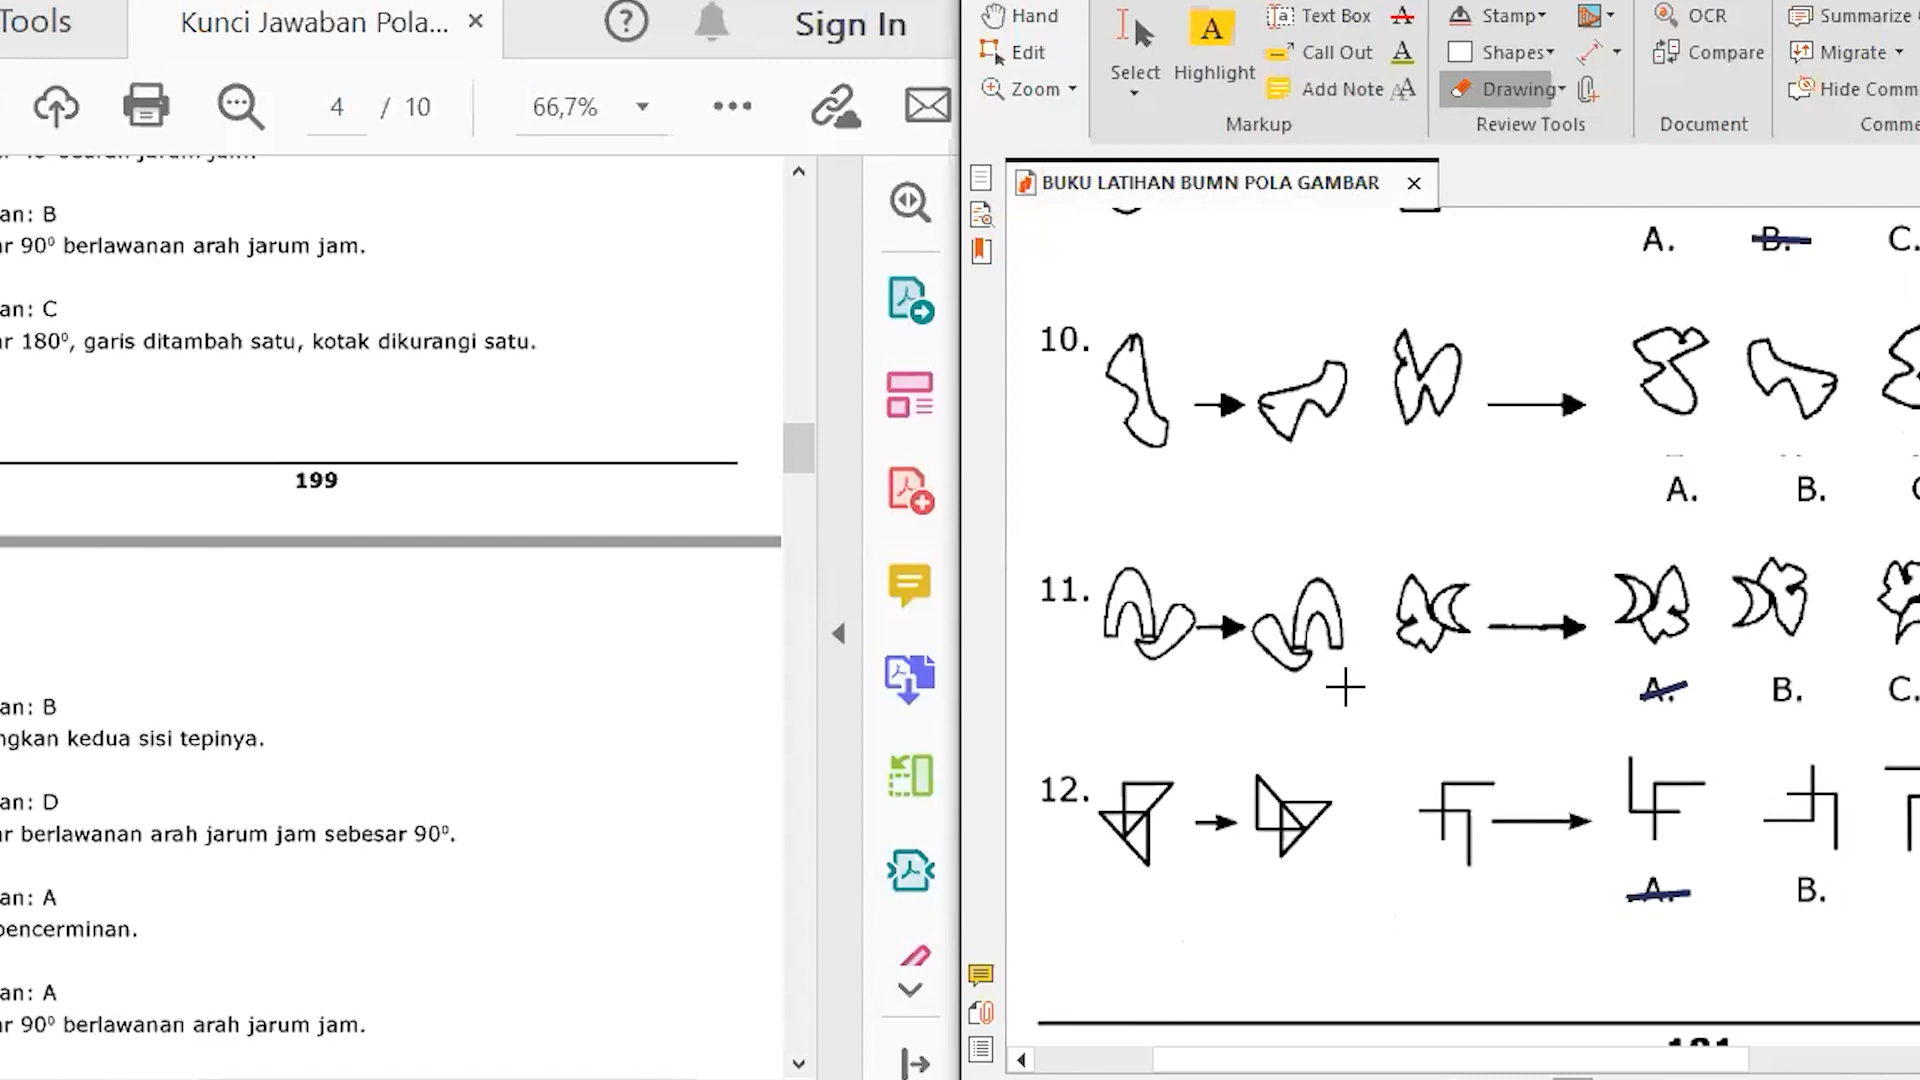 Tools
Kunci Jawaban Pola...
Sign In
4 / 10
66,7%
an: B
ar 90⁰ berlawanan arah jarum jam.
an: C
ar 180⁰, garis ditambah satu, kotak dikurangi satu.
199
an: B
ngkan kedua sisi tepinya.
an: D
ar berlawanan arah jarum jam sebesar 90⁰.
an: A
pencerminan.
an: A
ar 90⁰ berlawanan arah jarum jam.
Hand
Edit
Zoom
Select
Highlight
Text Box
Call Out
Add Note
Markup
Stamp
Shapes
Drawing
Review Tools
OCR
Compare
Document
Summarize
Migrate
Hide Comm
Comme
BUKU LATIHAN BUMN POLA GAMBAR
A. B. C.
10.
A. B.
11.
A. B. C.
12.
A. B.